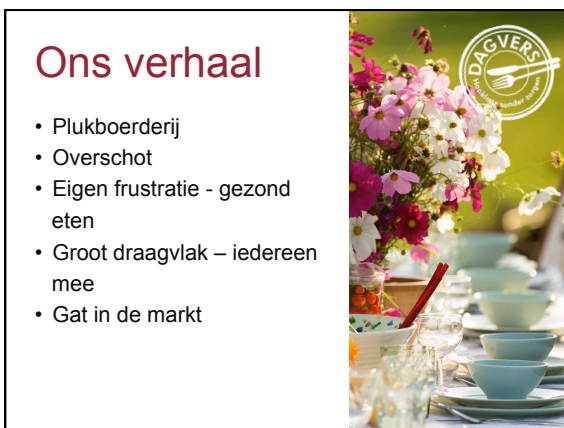 Ons verhaal
DAGVERS
• Plukboerderij
• Overschot
• Eigen frustratie - gezond
eten
• Groot draagvlak – iedereen
mee
• Gat in de markt